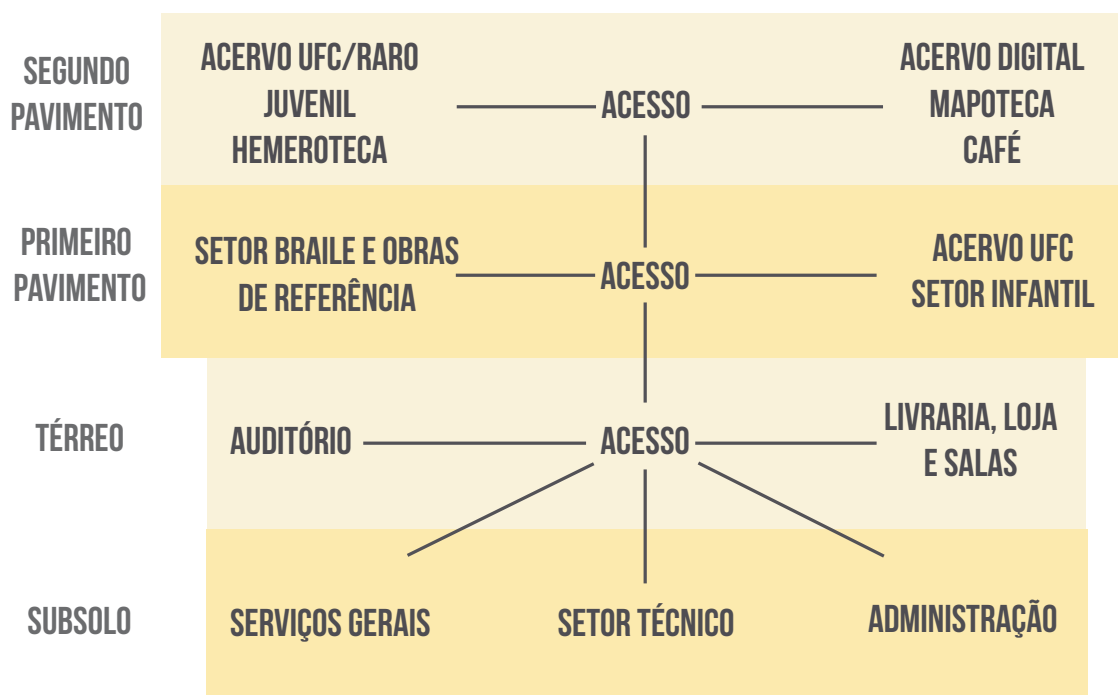 SEGUNDO
PAVIMENTO
ACERVO UFC/RARO
JUVENIL
HEMEROTECA
ACESSO
ACERVO DIGITAL
MAPOTECA
CAFÉ
PRIMEIRO
PAVIMENTO
SETOR BRAILE E OBRAS
DE REFERÊNCIA
ACESSO
ACERVO UFC
SETOR INFANTIL
TÉRREO
AUDITÓRIO
ACESSO
LIVRARIA, LOJA
E SALAS
SUBSOLO
SERVIÇOS GERAIS
SETOR TÉCNICO
ADMINISTRAÇÃO